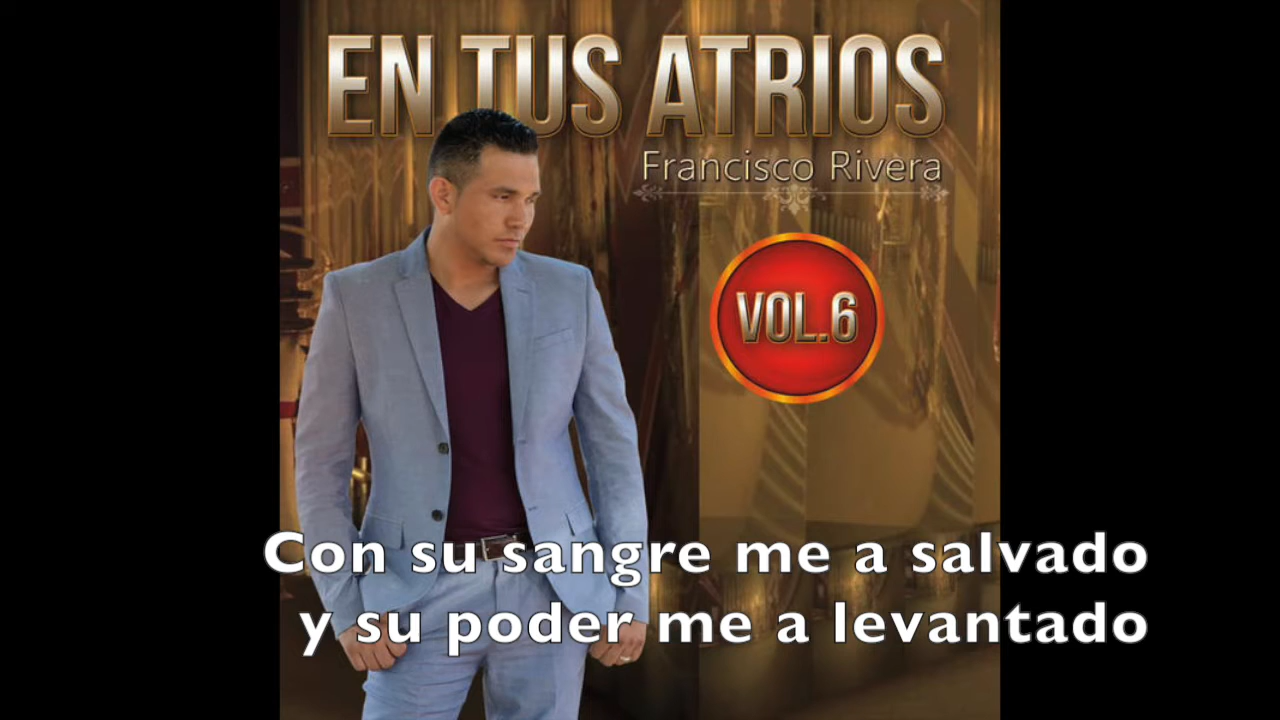 EN TUS ATRIOS
Francisco Rivera
VOL.6
Con su sangre me a salvado
y su poder me a levantado